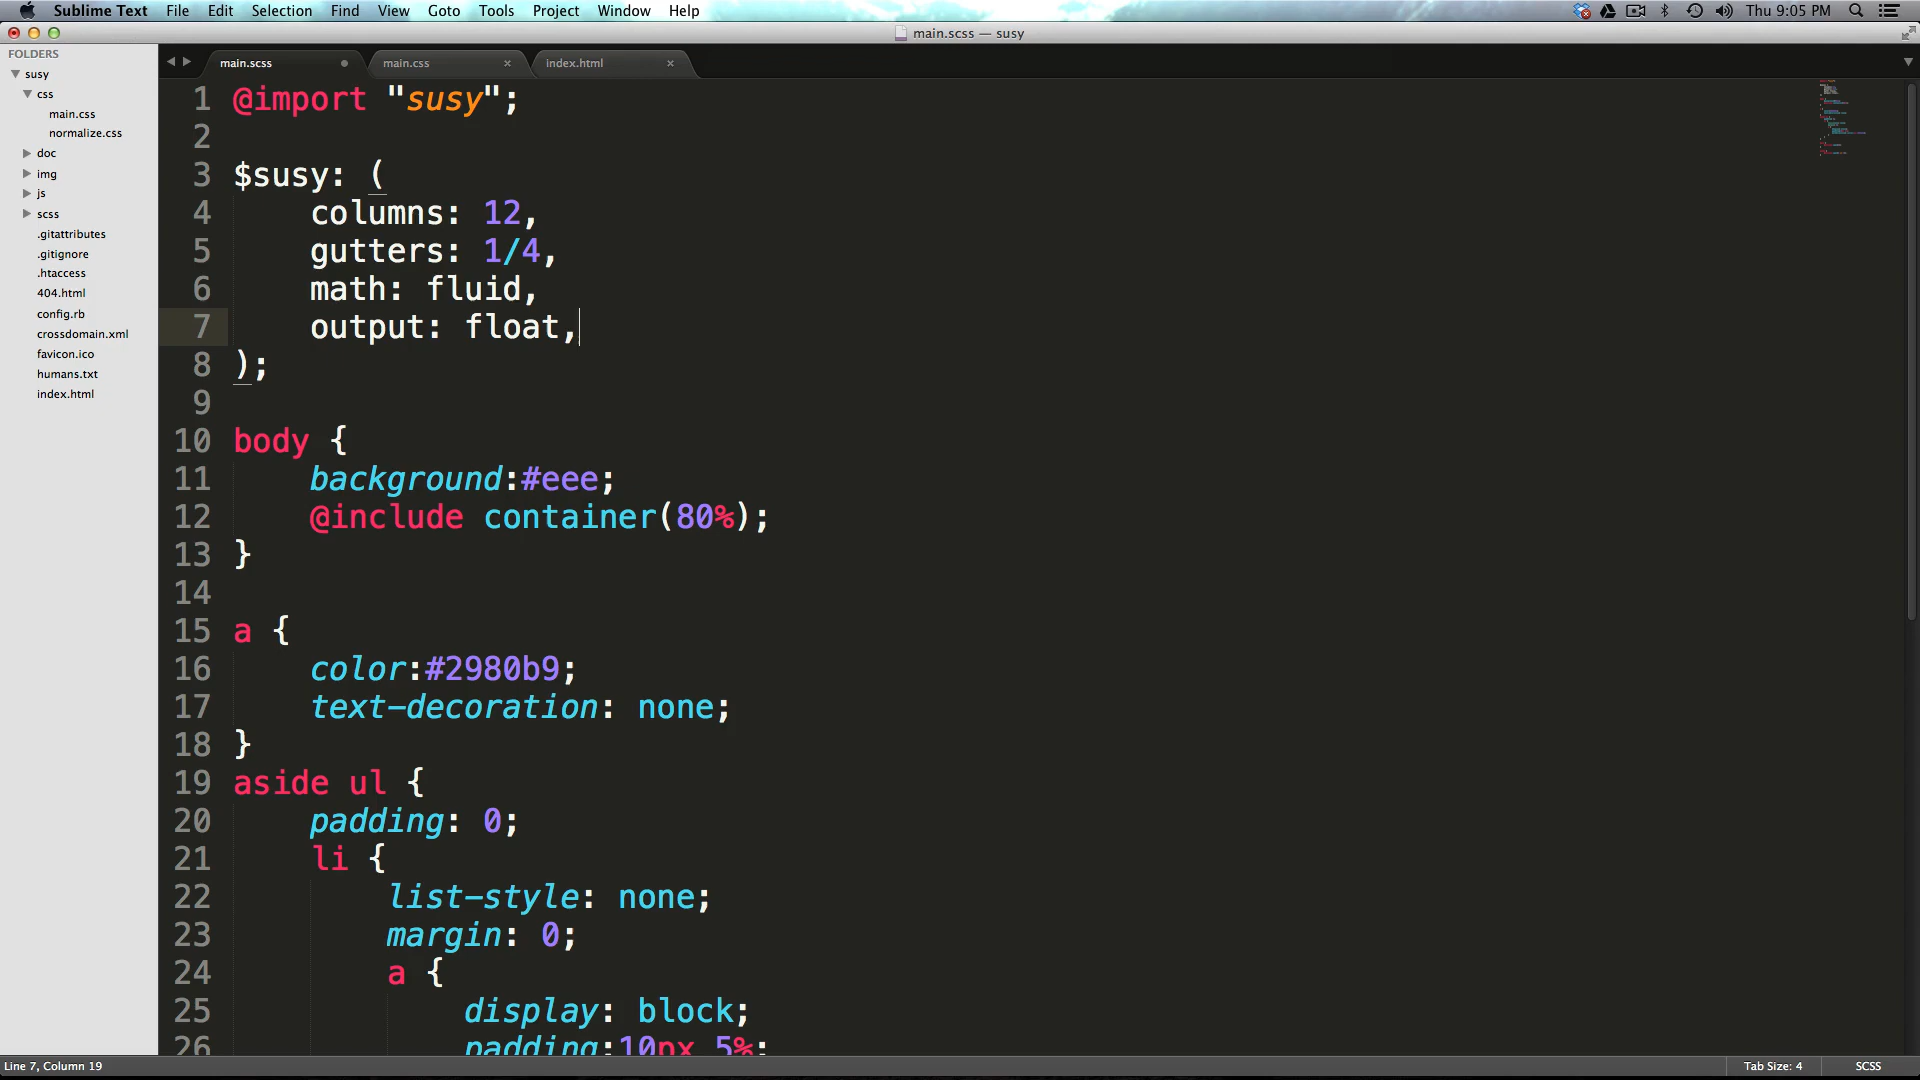 Sublime Text File Edit Selection Find View Goto Tools Project Window Help Thu 9:05 PM
main.scss — susy
FOLDERS
susy
css
main.css
normalize.css
doc
img
js
scss
.gitattributes
.gitignore
.htaccess
404.html
config.rb
crossdomain.xml
favicon.ico
humans.txt
index.html
main.scss main.css index.html
1 @import "susy";
2
3 $susy: (
4 columns: 12,
5 gutters: 1/4,
6 math: fluid,
7 output: float,
8 );
9
10 body {
11 background:#eee;
12 @include container(80%);
13 }
14
15 a {
16 color:#2980b9;
17 text-decoration: none;
18 }
19 aside ul {
20 padding: 0;
21 li {
22 list-style: none;
23 margin: 0;
24 a {
25 display: block;
26 padding:10px 5%;
Line 7, Column 19 Tab Size: 4 SCSS